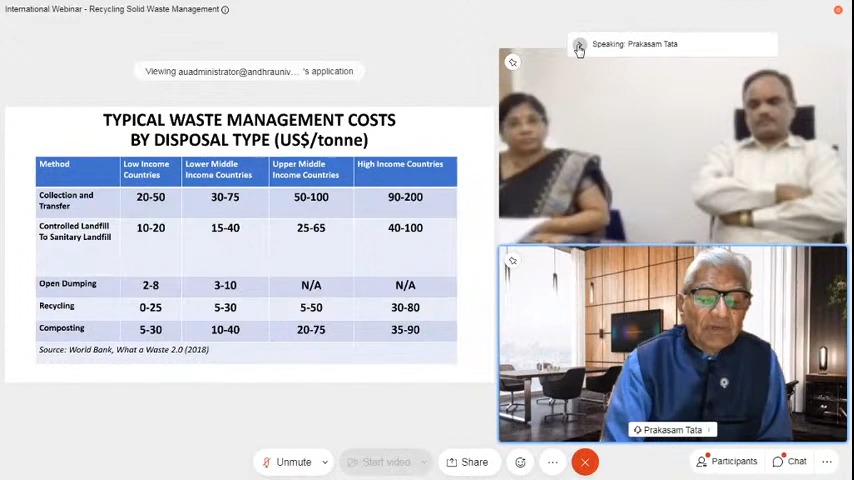 International Webinar - Recycling Solid Waste Management
Speaking: Prakasam Tata
Viewing auadministrator@andhrauniv... 's application
TYPICAL WASTE MANAGEMENT COSTS
BY DISPOSAL TYPE (US$/tonne)
Method Low Income Lower Middle Upper Middle High Income Countries
Countries Income Countries Income Countries
Collection and Transfer 20-50 30-75 50-100 90-200
Controlled Landfill To Sanitary Landfill 10-20 15-40 25-65 40-100
Open Dumping 2-8 3-10 N/A N/A
Recycling 0-25 5-30 5-50 30-80
Composting 5-30 10-40 20-75 35-90
Source: World Bank, What a Waste 2.0 (2018)
Prakasam Tata
Unmute Start video Share Participants Chat